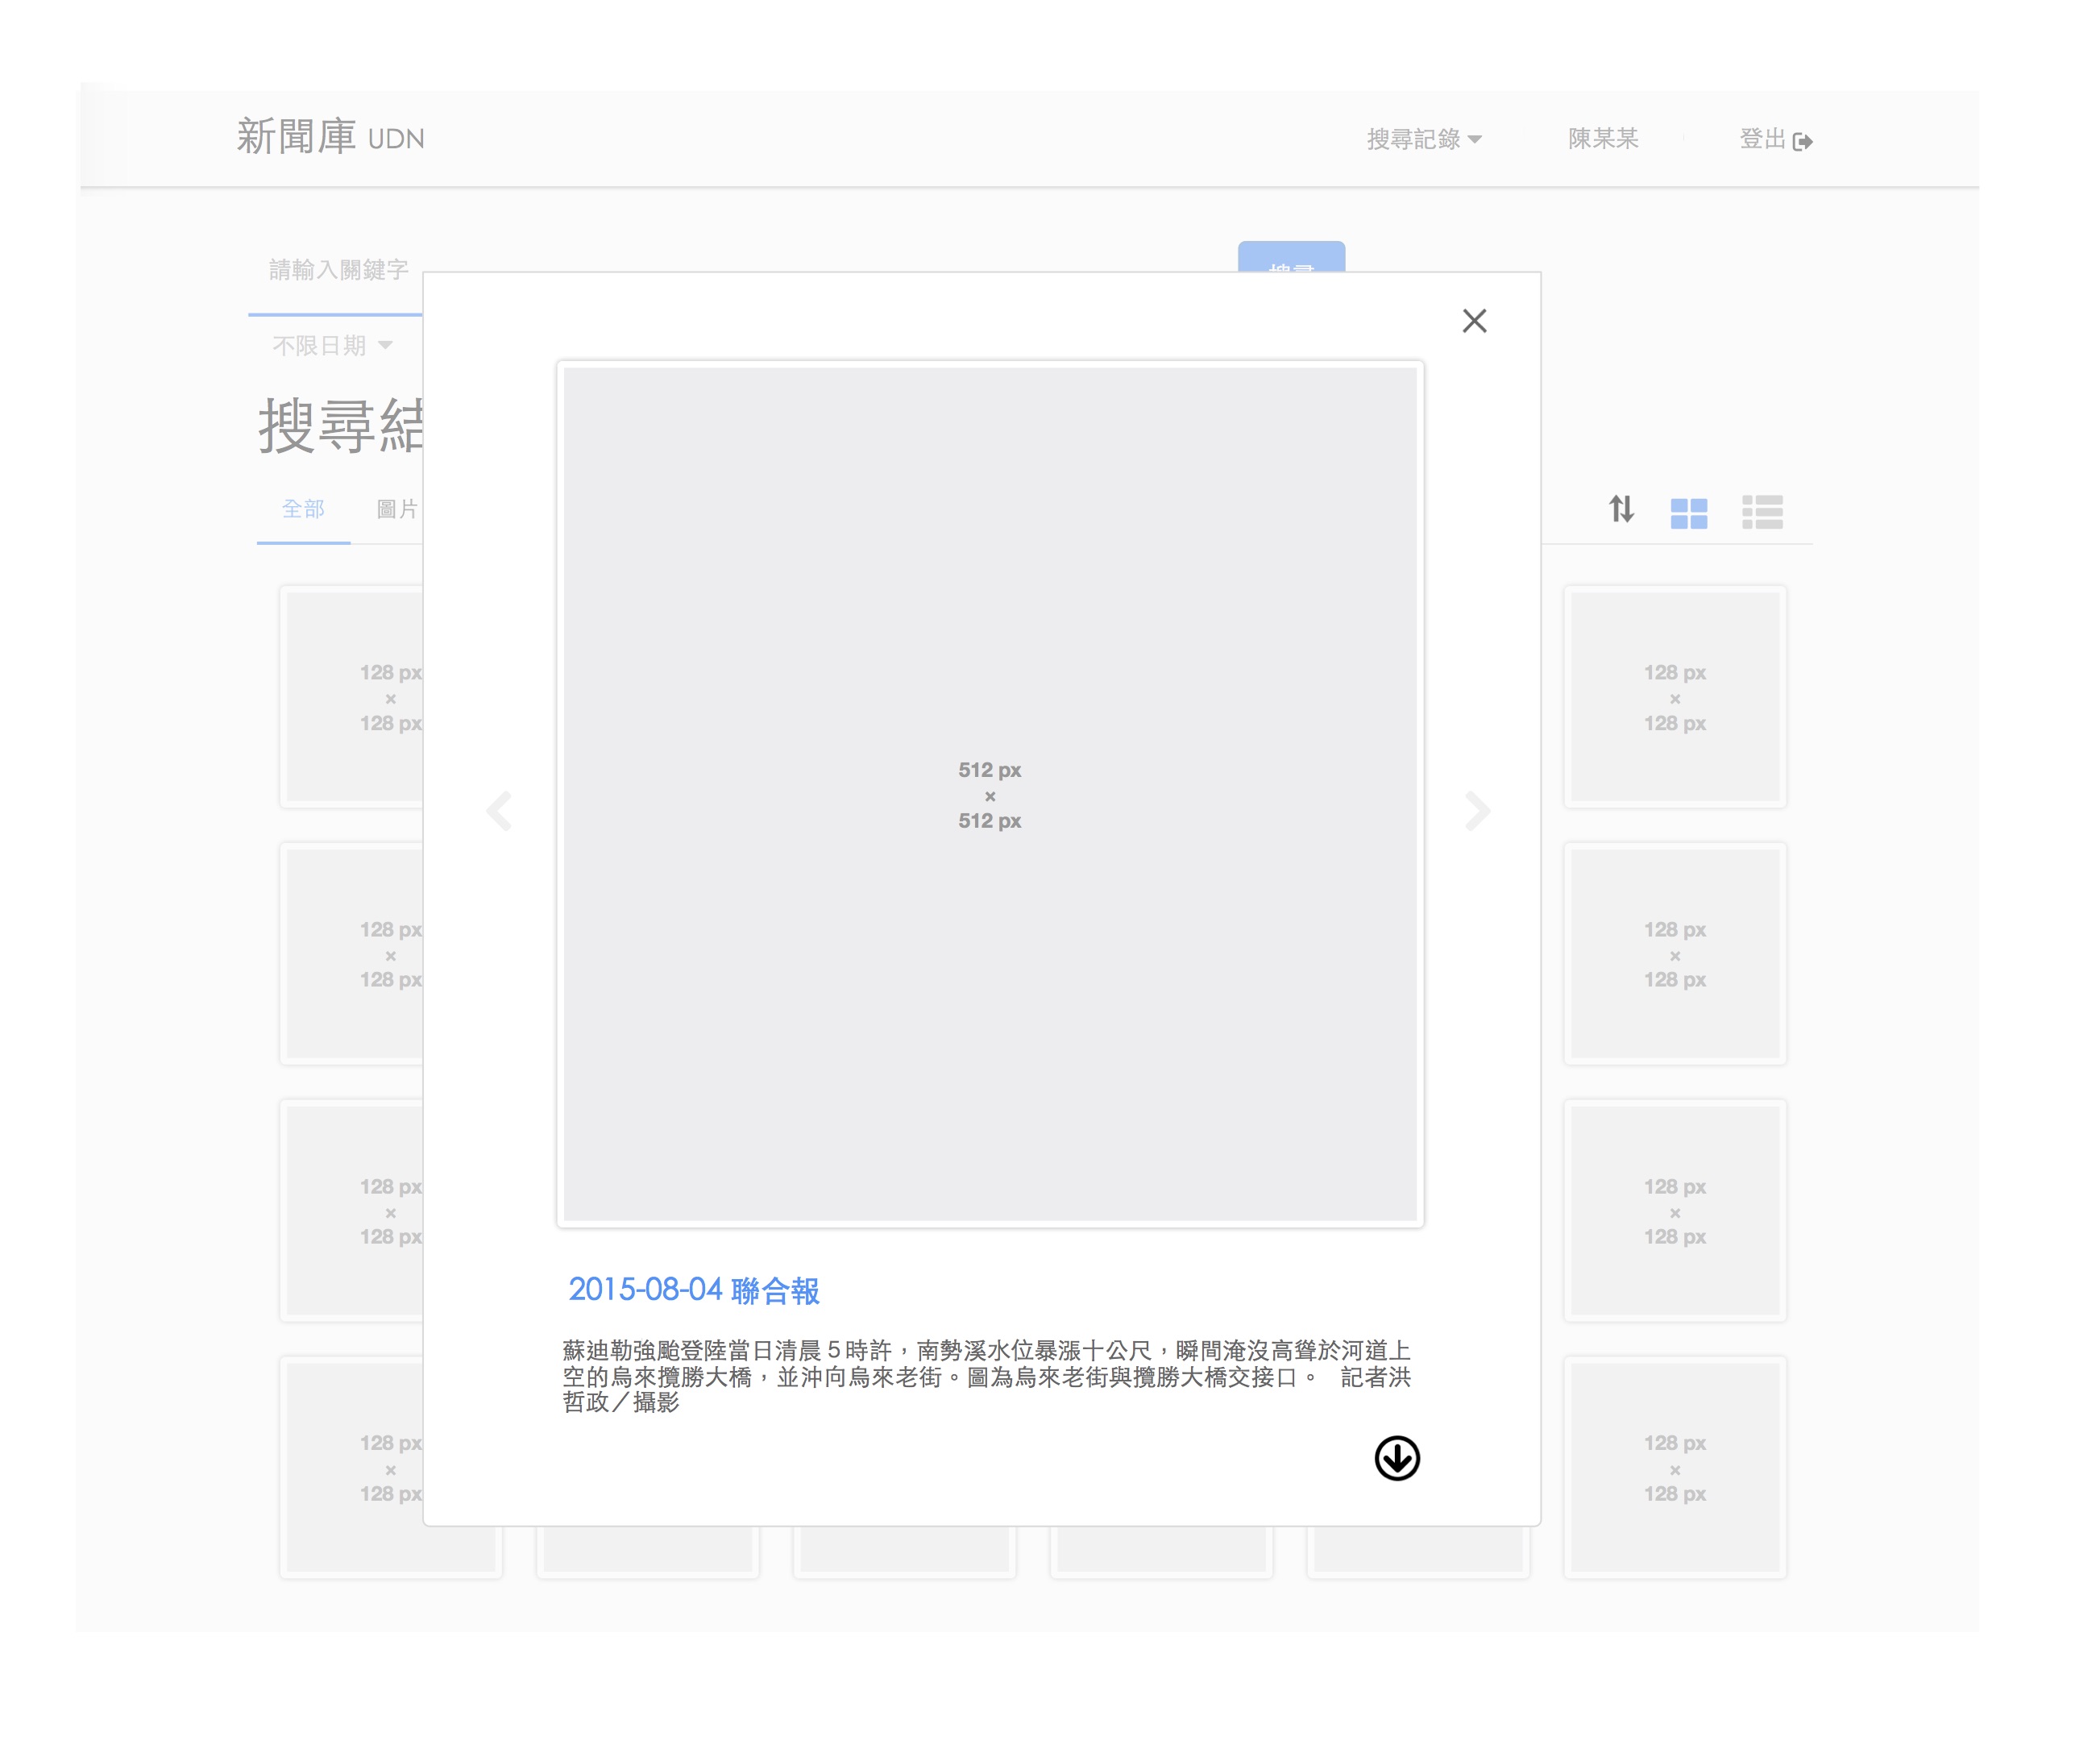 新聞庫 UDN
搜尋記錄
陳某某
登出
請輸入關鍵字
不限日期
搜尋結
全部
圖片
128 px
×
128 px
128 px
×
128 px
128 px
×
128 px
128 px
×
128 px
512 px
×
512 px
2015-08-04 聯合報
蘇迪勒強颱登陸當日清晨 5 時許，南勢溪水位暴漲十公尺，瞬間淹沒高聳於河道上
空的烏來攬勝大橋，並沖向烏來老街。圖為烏來老街與攬勝大橋交接口。 記者洪
哲政／攝影
128 px
×
128 px
128 px
×
128 px
128 px
×
128 px
128 px
×
128 px